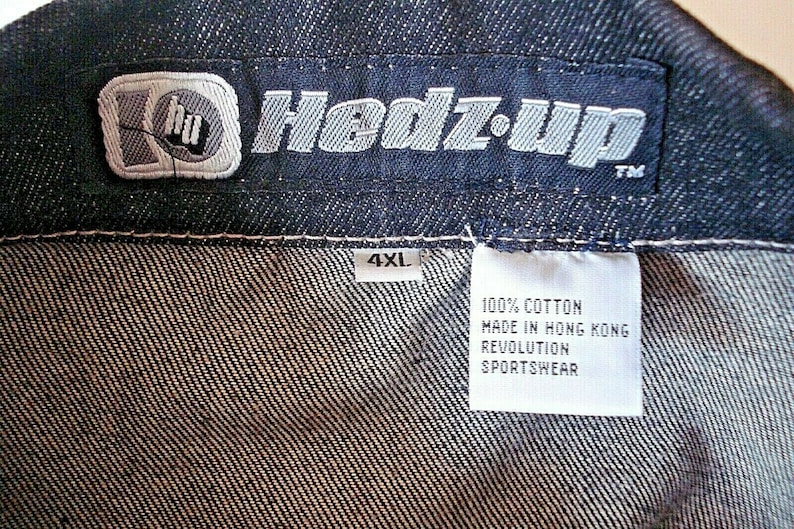 hu Hedz·up TM
4XL
100% COTTON
MADE IN HONG KONG
REVOLUTION
SPORTSWEAR